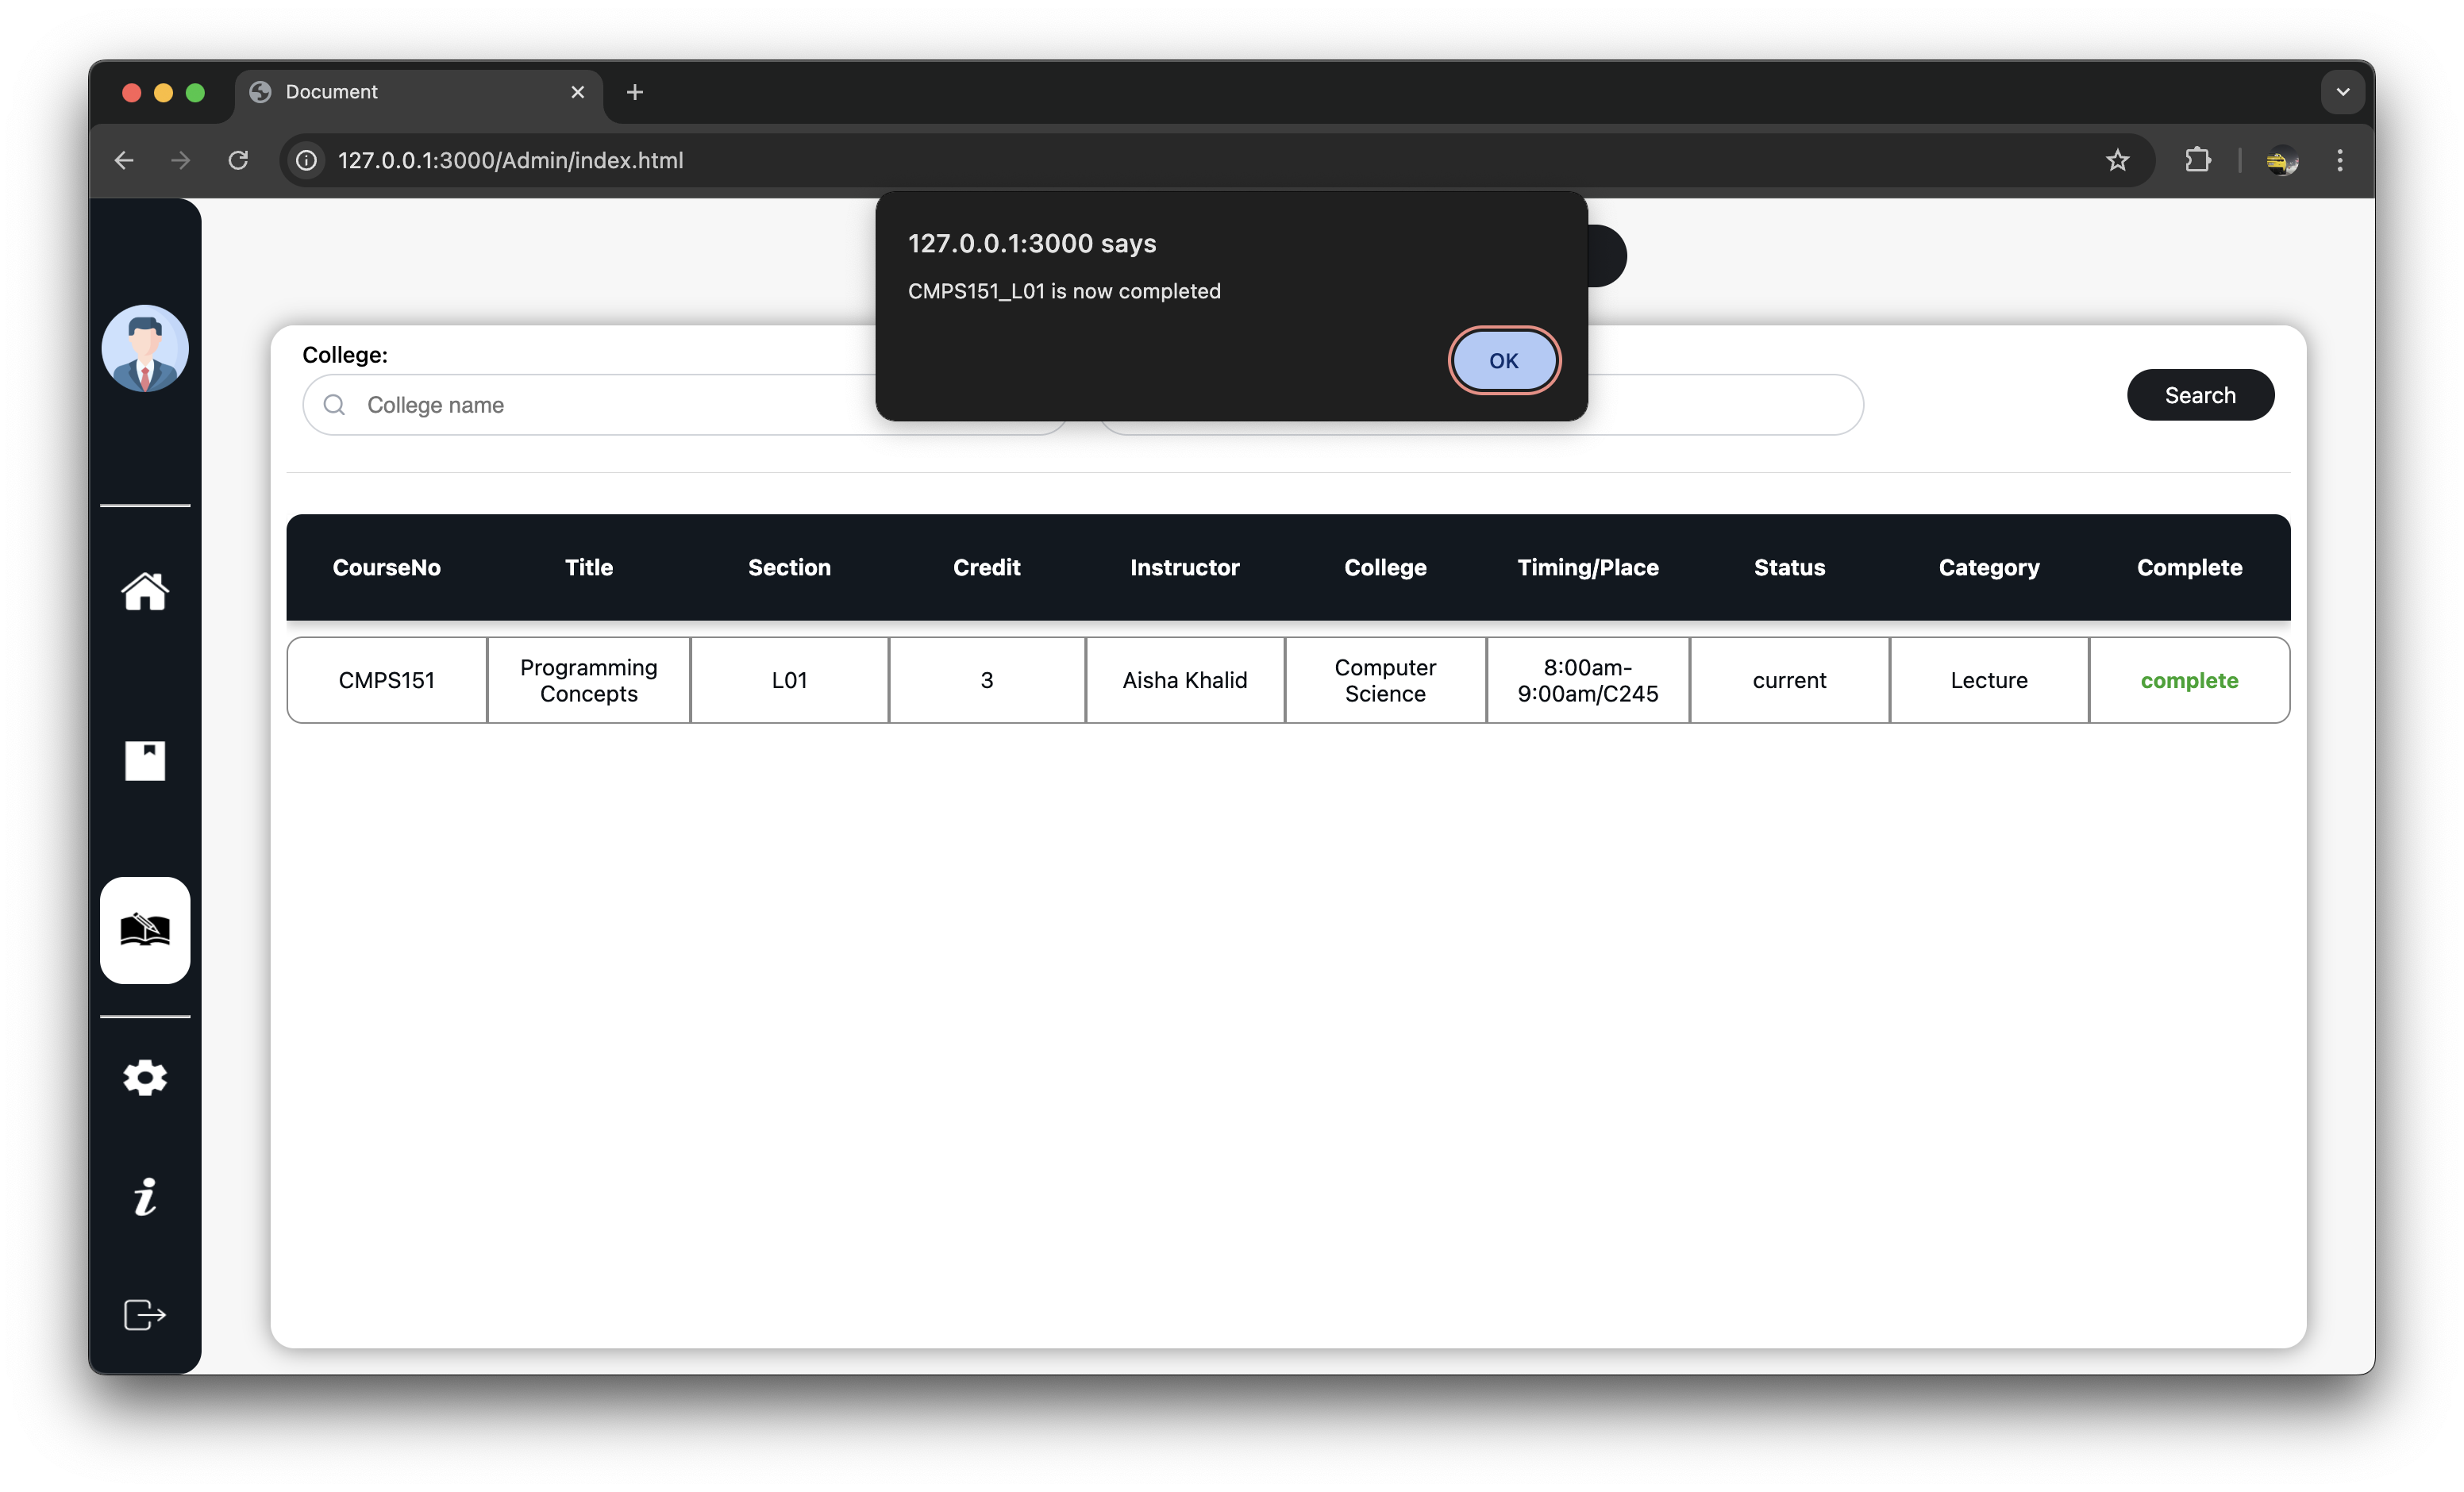 Document
127.0.0.1:3000/Admin/index.html
127.0.0.1:3000 says
CMPS151_L01 is now completed
OK
College:
College name
Search
CourseNo Title Section Credit Instructor College Timing/Place Status Category Complete
CMPS151 Programming Concepts L01 3 Aisha Khalid Computer Science 8:00am-9:00am/C245 current Lecture complete